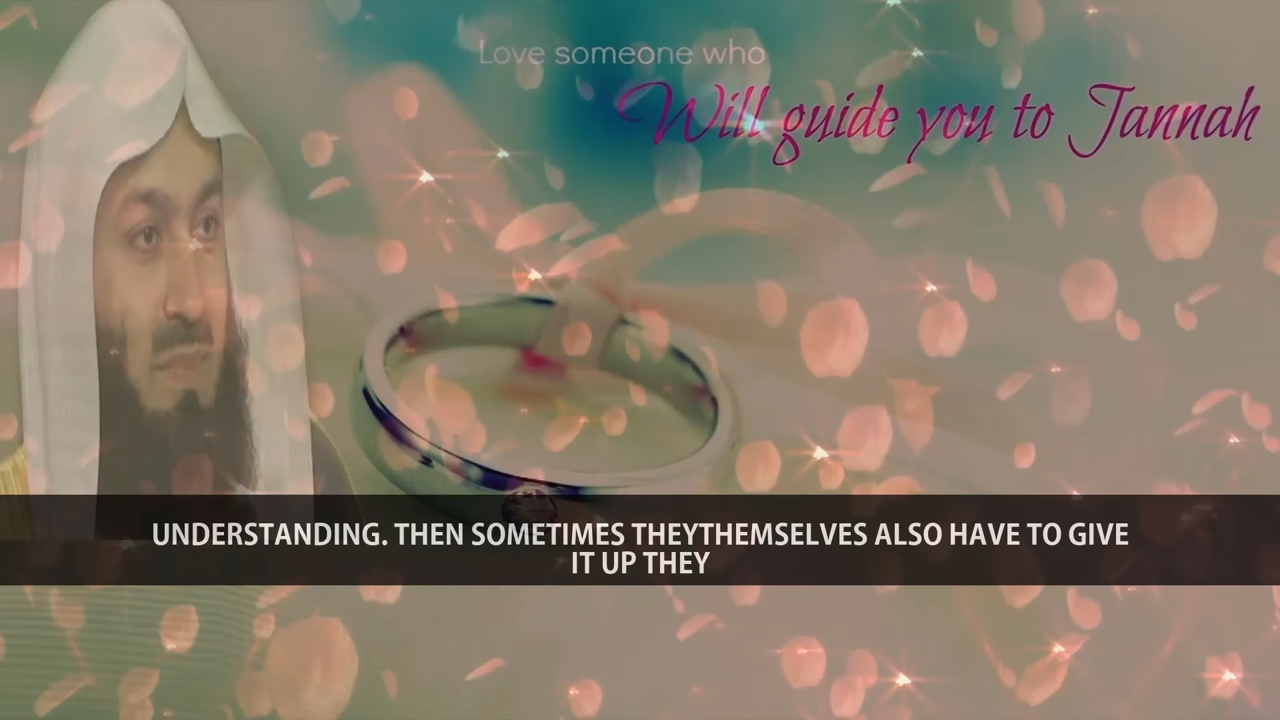 Love someone who
Will guide you to Jannah
UNDERSTANDING. THEN SOMETIMES THEYTHEMSELVES ALSO HAVE TO GIVE
IT UP THEY